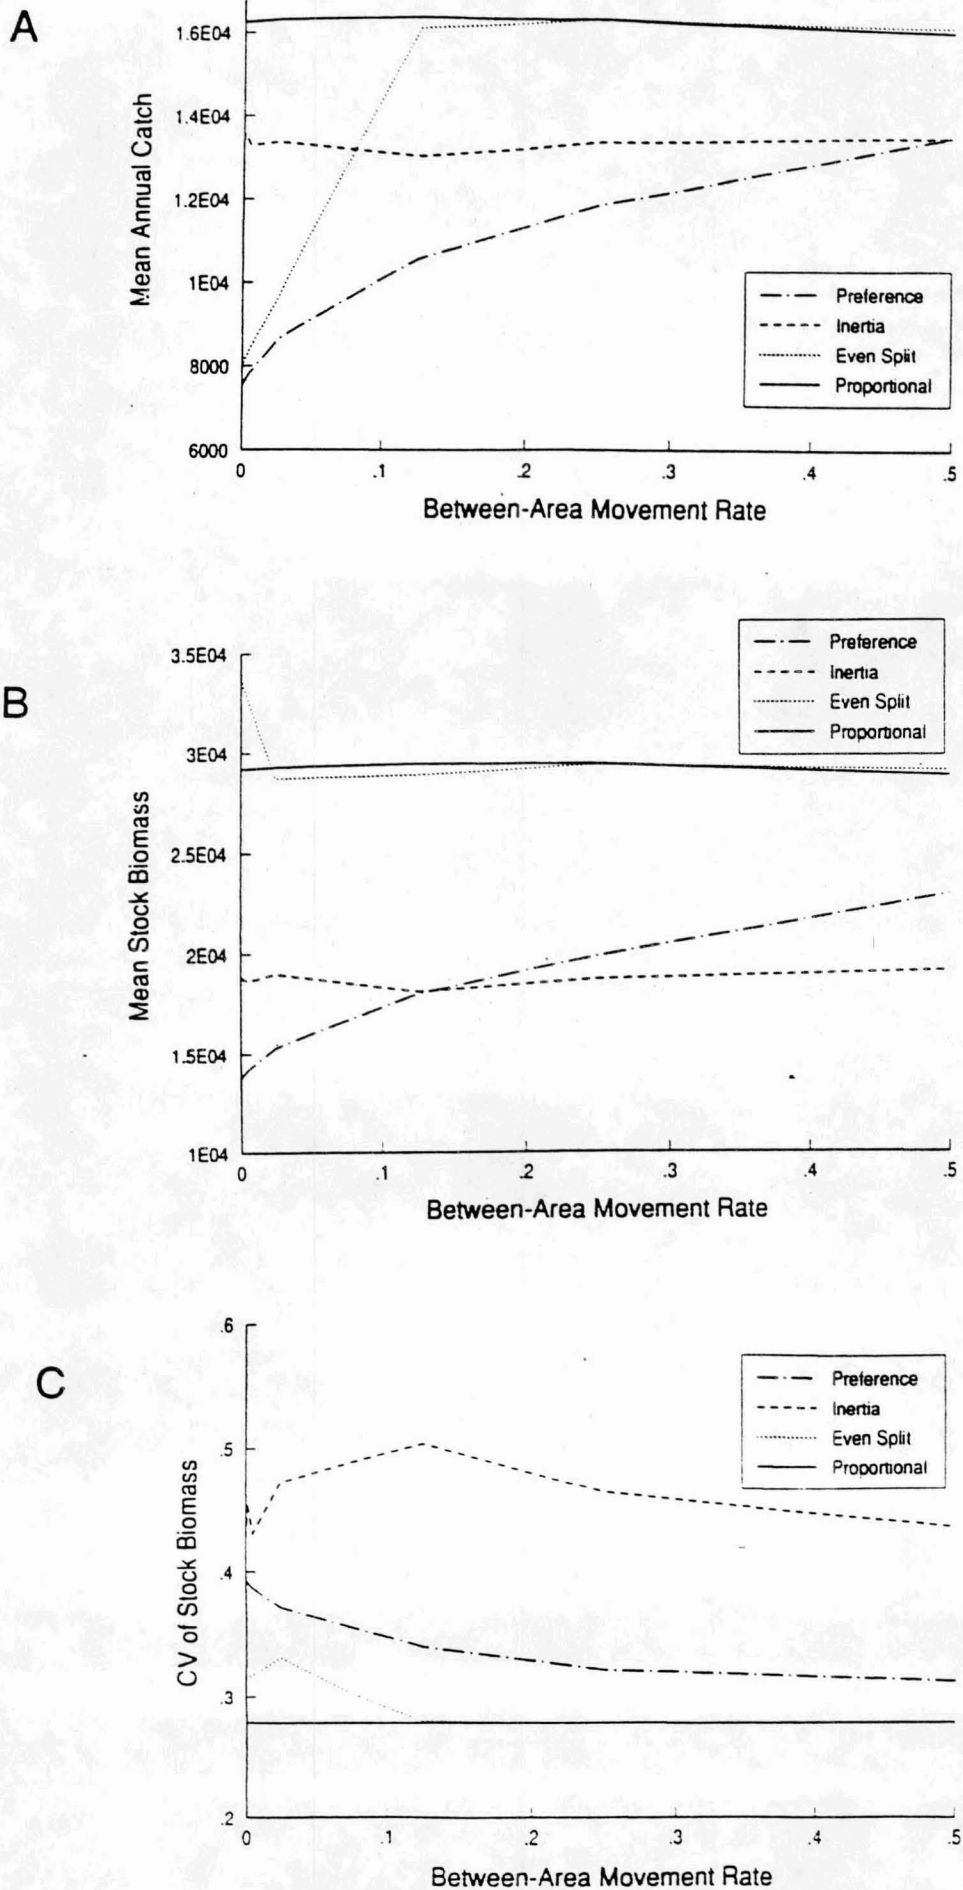 A
1.6E04
1.4E04
1.2E04
1E04
8000
6000
Mean Annual Catch
0 .1 .2 .3 .4 .5
Between-Area Movement Rate
Preference
Inertia
Even Split
Proportional
B
3.5E04
3E04
2.5E04
2E04
1.5E04
1E04
Mean Stock Biomass
0 .1 .2 .3 .4 .5
Between-Area Movement Rate
Preference
Inertia
Even Split
Proportional
C
.6
.5
.4
.3
.2
CV of Stock Biomass
0 .1 .2 .3 .4 .5
Between-Area Movement Rate
Preference
Inertia
Even Split
Proportional